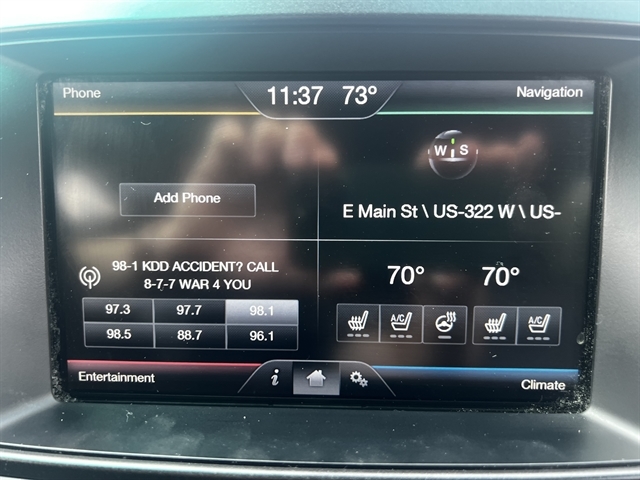 Phone
11:37 73°
Navigation
W S
Add Phone
E Main St \ US-322 W \ US-
98-1 KDD ACCIDENT? CALL
8-7-7 WAR 4 YOU
70° 70°
97.3 97.7 98.1
98.5 88.7 96.1
A/C A/C
Entertainment
i
Climate